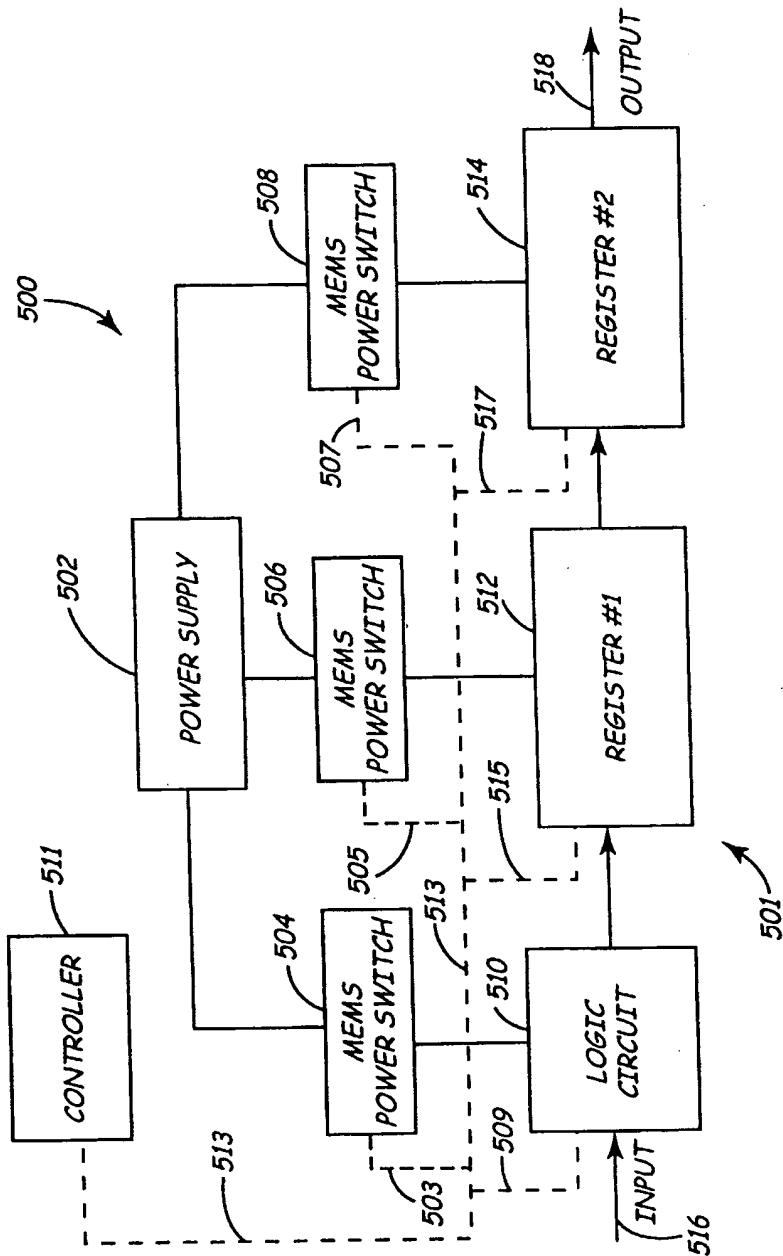 500
CONTROLLER
511
502
POWER SUPPLY
504
MEMS
POWER SWITCH
506
MEMS
POWER SWITCH
508
MEMS
POWER SWITCH
513
503
505
513
507
509
515
517
510
LOGIC
CIRCUIT
512
REGISTER #1
514
REGISTER #2
INPUT
516
518
OUTPUT
501